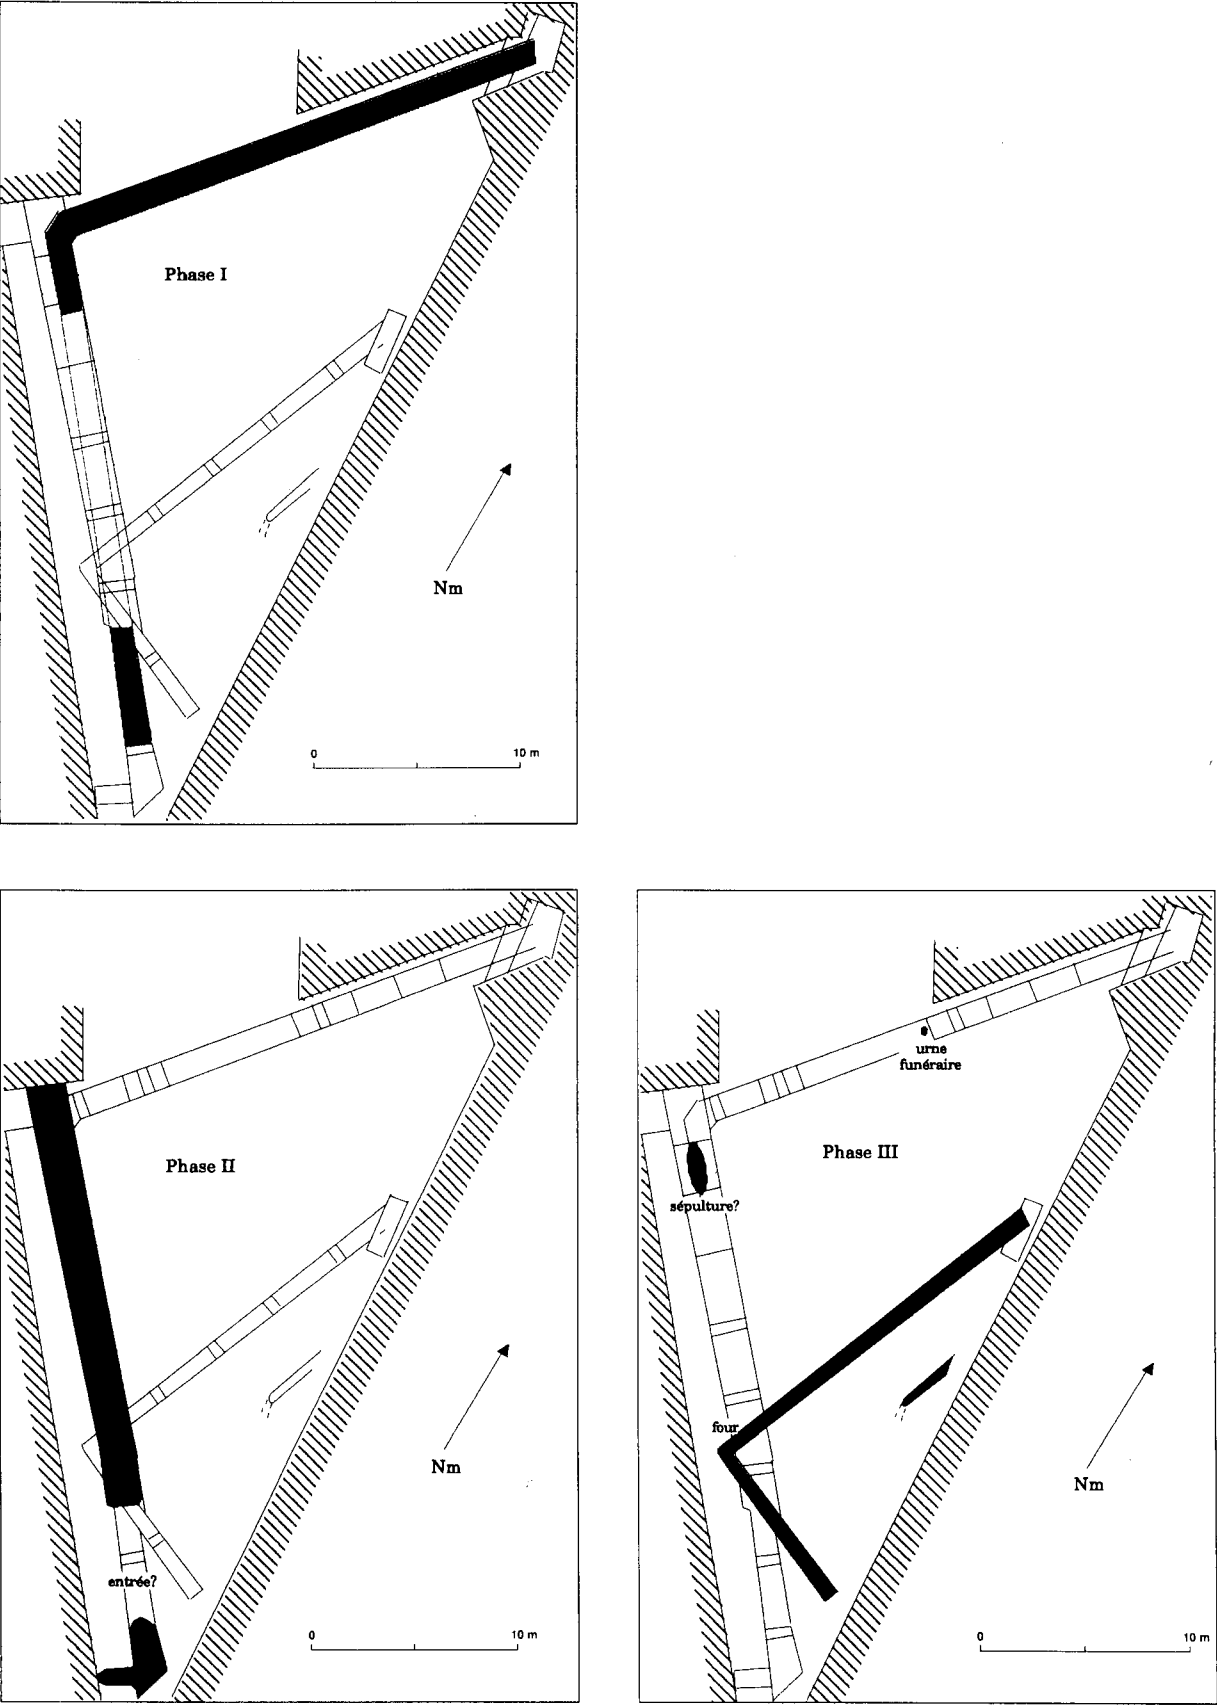 Phase I
Nm
0 10 m
Phase II
Nm
entrée?
0 10 m
urne
funéraire
Phase III
sépulture?
four
Nm
0 10 m